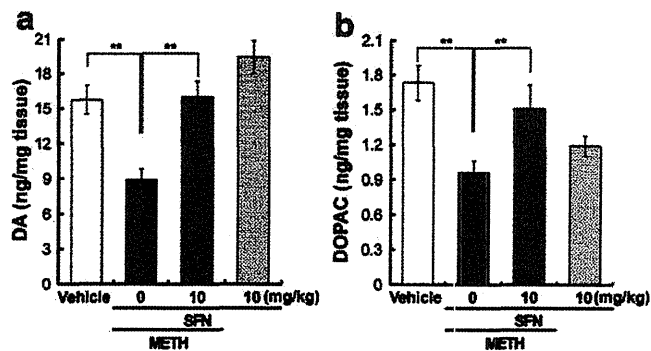 a
DA (ng/mg tissue)
21
18
15
12
9
6
3
0
** **
Vehicle 0 10 10 (mg/kg)
SFN
METH
b
DOPAC (ng/mg tissue)
2.1
1.8
1.5
1.2
0.9
0.6
0.3
0
** **
Vehicle 0 10 10 (mg/kg)
SFN
METH